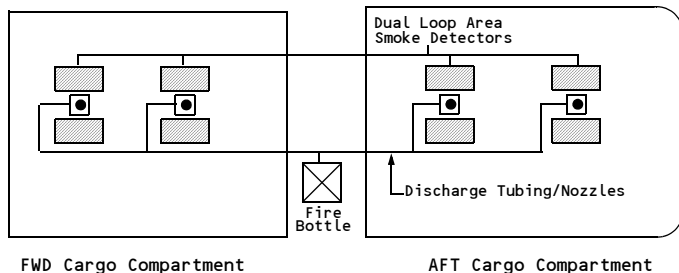 Dual Loop Area
Smoke Detectors
Discharge Tubing/Nozzles
Fire
Bottle
FWD Cargo Compartment
AFT Cargo Compartment